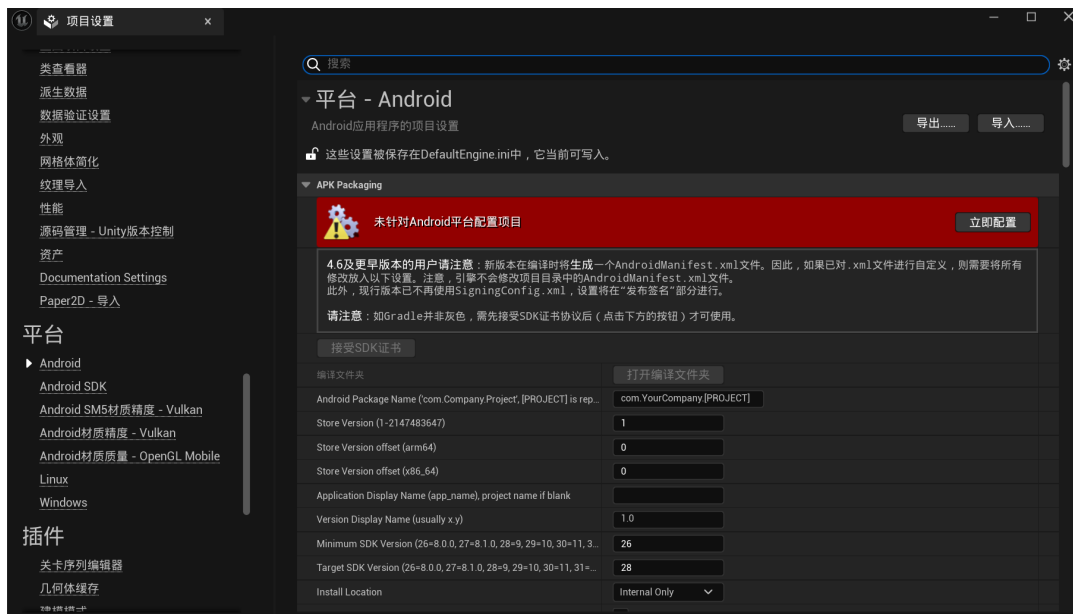 项目设置
类查看器
派生数据
数据验证设置
外观
网格体简化
纹理导入
性能
源码管理 - Unity版本控制
资产
Documentation Settings
Paper2D - 导入
平台
Android
Android SDK
Android SM5材质精度 - Vulkan
Android材质精度 - Vulkan
Android材质质量 - OpenGL Mobile
Linux
Windows
插件
关卡序列编辑器
几何体缓存
搜索
平台 - Android
Android应用程序的项目设置
导出......
导入......
这些设置被保存在DefaultEngine.ini中，它当前可写入。
APK Packaging
未针对Android平台配置项目
立即配置
4.6及更早版本的用户请注意：新版本在编译时将生成一个AndroidManifest.xml文件。因此，如果已对.xml文件进行自定义，则需要将所有
修改放入以下设置。注意，引擎不会修改项目目录中的AndroidManifest.xml文件。
此外，现行版本已不再使用SigningConfig.xml，设置将在“发布签名”部分进行。
请注意：如Gradle并非灰色，需先接受SDK证书协议后（点击下方的按钮）才可使用。
接受SDK证书
编译文件夹
打开编译文件夹
Android Package Name ('com.Company.Project', [PROJECT] is rep...
com.YourCompany.[PROJECT]
Store Version (1-2147483647)
1
Store Version offset (arm64)
0
Store Version offset (x86_64)
0
Application Display Name (app_name), project name if blank
Version Display Name (usually x.y)
1.0
Minimum SDK Version (26=8.0.0, 27=8.1.0, 28=9, 29=10, 30=11, 3...
26
Target SDK Version (26=8.0.0, 27=8.1.0, 28=9, 29=10, 30=11, 31=...
28
Install Location
Internal Only